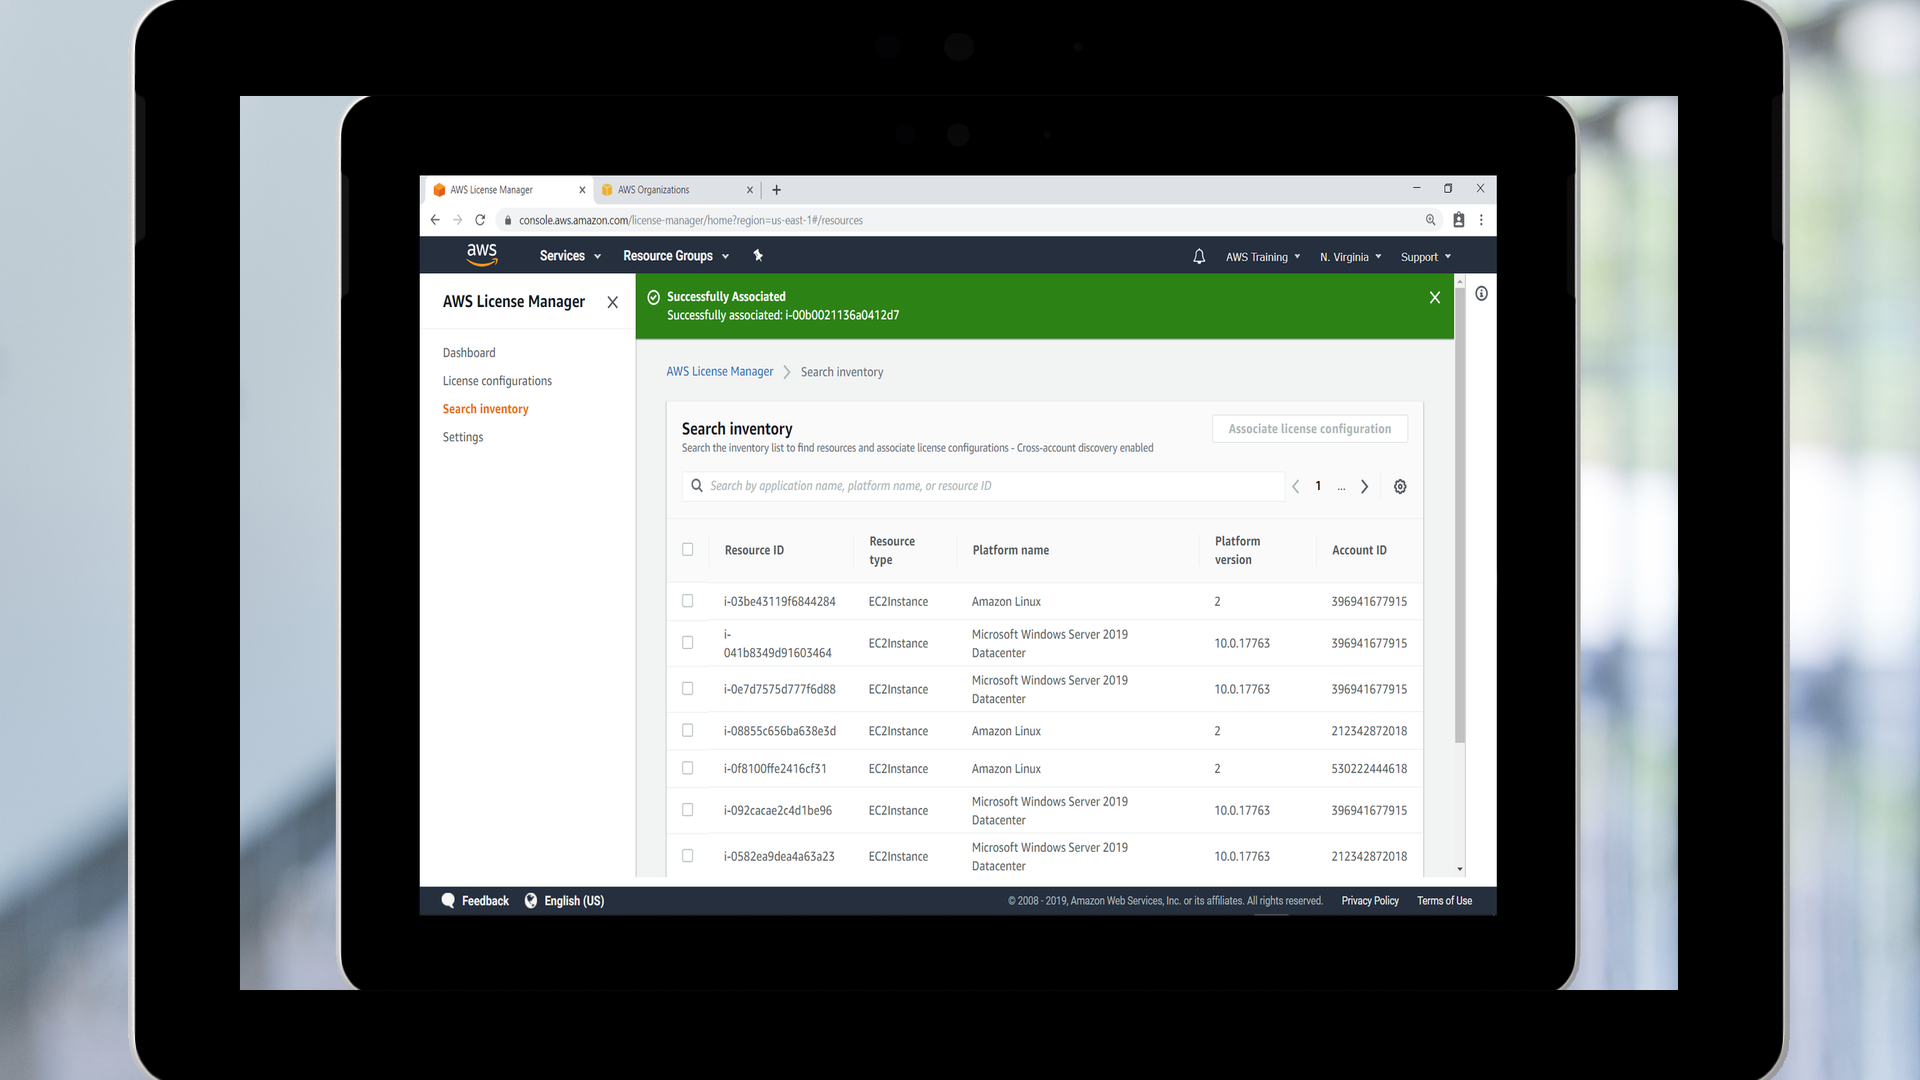 AWS License Manager
AWS Organizations
console.aws.amazon.com/license-manager/home?region=us-east-1#/resources
aws
Services
Resource Groups
AWS Training
N. Virginia
Support
AWS License Manager
Dashboard
License configurations
Search inventory
Settings
Successfully Associated
Successfully associated: i-00b0021136a0412d7
AWS License Manager
Search inventory
Search inventory
Associate license configuration
Search the inventory list to find resources and associate license configurations - Cross-account discovery enabled
Search by application name, platform name, or resource ID
1 ...
Resource ID
Resource
type
Platform name
Platform
version
Account ID
i-03be43119f6844284 EC2Instance Amazon Linux 2 396941677915
i-
041b8349d91603464
EC2Instance
Microsoft Windows Server 2019
Datacenter
10.0.17763
396941677915
i-0e7d7575d777f6d88
EC2Instance
Microsoft Windows Server 2019
Datacenter
10.0.17763
396941677915
i-08855c656ba638e3d EC2Instance Amazon Linux 2 212342872018
i-0f8100ffe2416cf31 EC2Instance Amazon Linux 2 530222444618
i-092cacae2c4d1be96
EC2Instance
Microsoft Windows Server 2019
Datacenter
10.0.17763
396941677915
i-0582ea9dea4a63a23
EC2Instance
Microsoft Windows Server 2019
Datacenter
10.0.17763
212342872018
Feedback
English (US)
© 2008 - 2019, Amazon Web Services, Inc. or its affiliates. All rights reserved.
Privacy Policy
Terms of Use